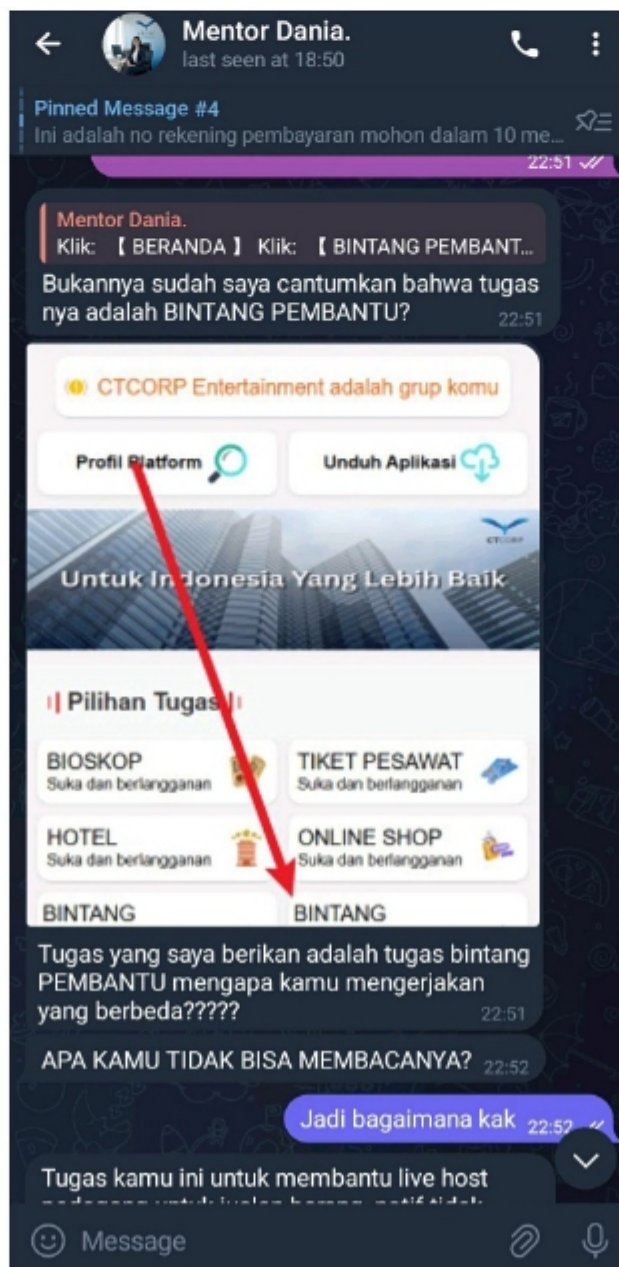 Mentor Dania.
last seen at 18:50
Pinned Message #4
Ini adalah no rekening pembayaran mohon dalam 10 me...
22:51
Mentor Dania.
Klik: 【 BERANDA 】 Klik: 【 BINTANG PEMBANT...
Bukannya sudah saya cantumkan bahwa tugas
nya adalah BINTANG PEMBANTU?
22:51
CTCORP Entertainment adalah grup komu
Profil Platform
Unduh Aplikasi
CTCORP
Untuk Indonesia Yang Lebih Baik
Pilihan Tugas
BIOSKOP
Suka dan berlangganan
TIKET PESAWAT
Suka dan berlangganan
HOTEL
Suka dan berlangganan
ONLINE SHOP
Suka dan berlangganan
BINTANG
BINTANG
Tugas yang saya berikan adalah tugas bintang
PEMBANTU mengapa kamu mengerjakan
yang berbeda?????
22:51
APA KAMU TIDAK BISA MEMBACANYA?
22:52
Jadi bagaimana kak
22:52
Tugas kamu ini untuk membantu live host
Message